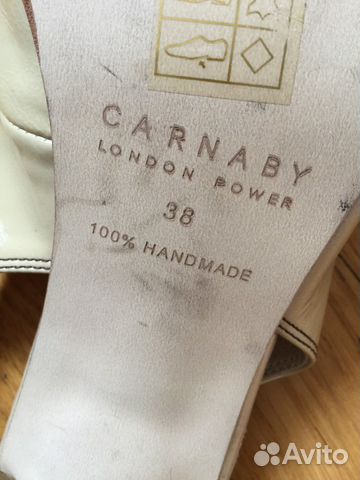 CARNABY
LONDON POWER
38
100% HANDMADE
Avito